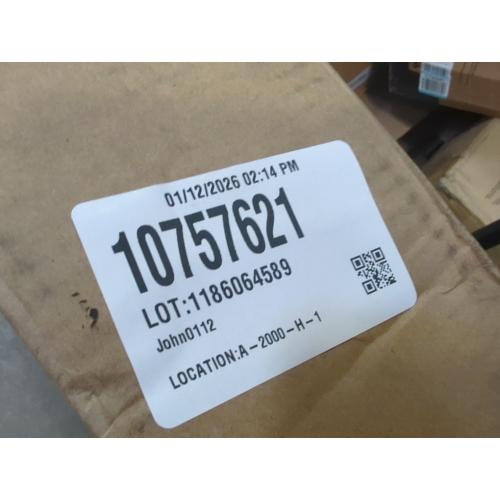 01/12/2026 02:14 PM
10757621
LOT:1186064589
John0112
LOCATION:A-2000-H-1